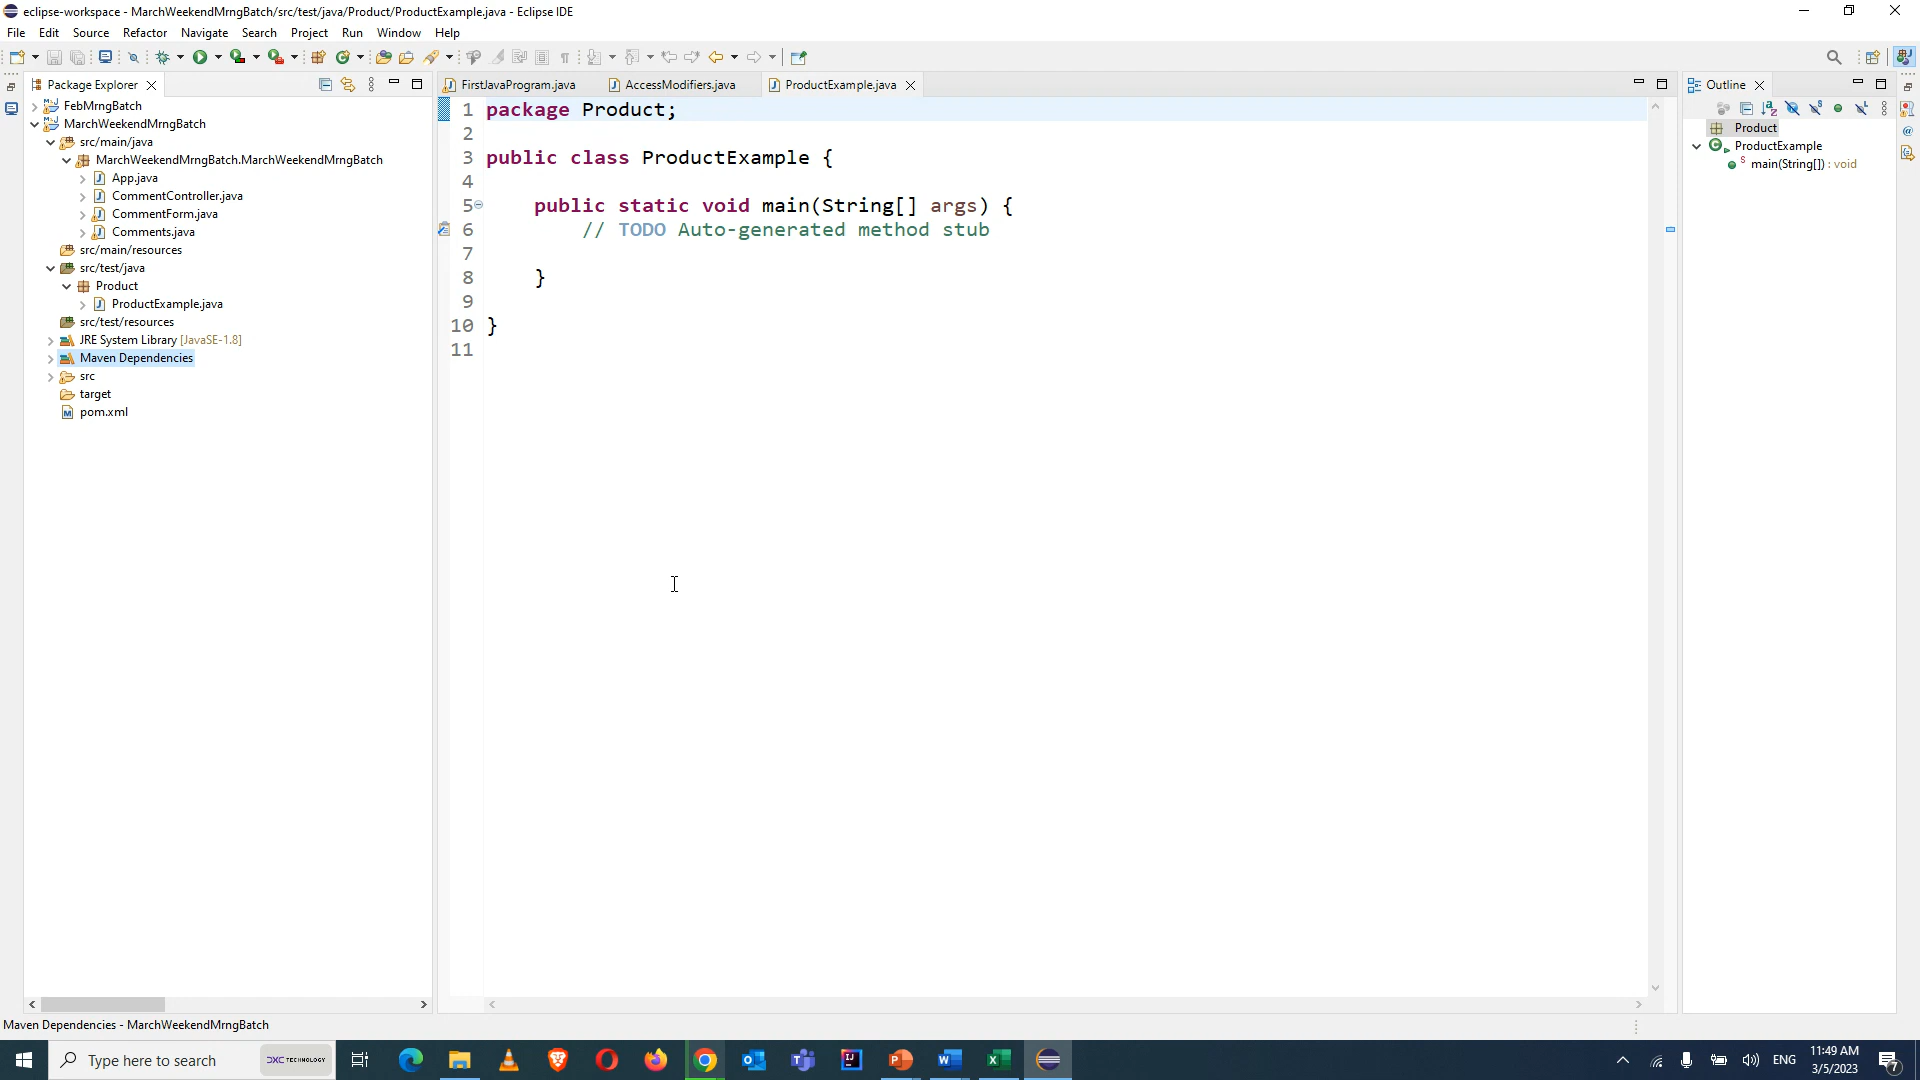 eclipse-workspace - MarchWeekendMrngBatch/src/test/java/Product/ProductExample.java - Eclipse IDE
File Edit Source Refactor Navigate Search Project Run Window Help
Package Explorer
FebMrngBatch
MarchWeekendMrngBatch
src/main/java
MarchWeekendMrngBatch.MarchWeekendMrngBatch
App.java
CommentController.java
CommentForm.java
Comments.java
src/main/resources
src/test/java
Product
ProductExample.java
src/test/resources
JRE System Library [JavaSE-1.8]
Maven Dependencies
src
target
pom.xml
FirstJavaProgram.java AccessModifiers.java ProductExample.java
1 package Product;
2
3 public class ProductExample {
4
5 public static void main(String[] args) {
6 // TODO Auto-generated method stub
7
8 }
9
10 }
11
Outline
Product
ProductExample
main(String[]) : void
Maven Dependencies - MarchWeekendMrngBatch
Type here to search
DXC TECHNOLOGY
ENG
11:49 AM
3/5/2023
7